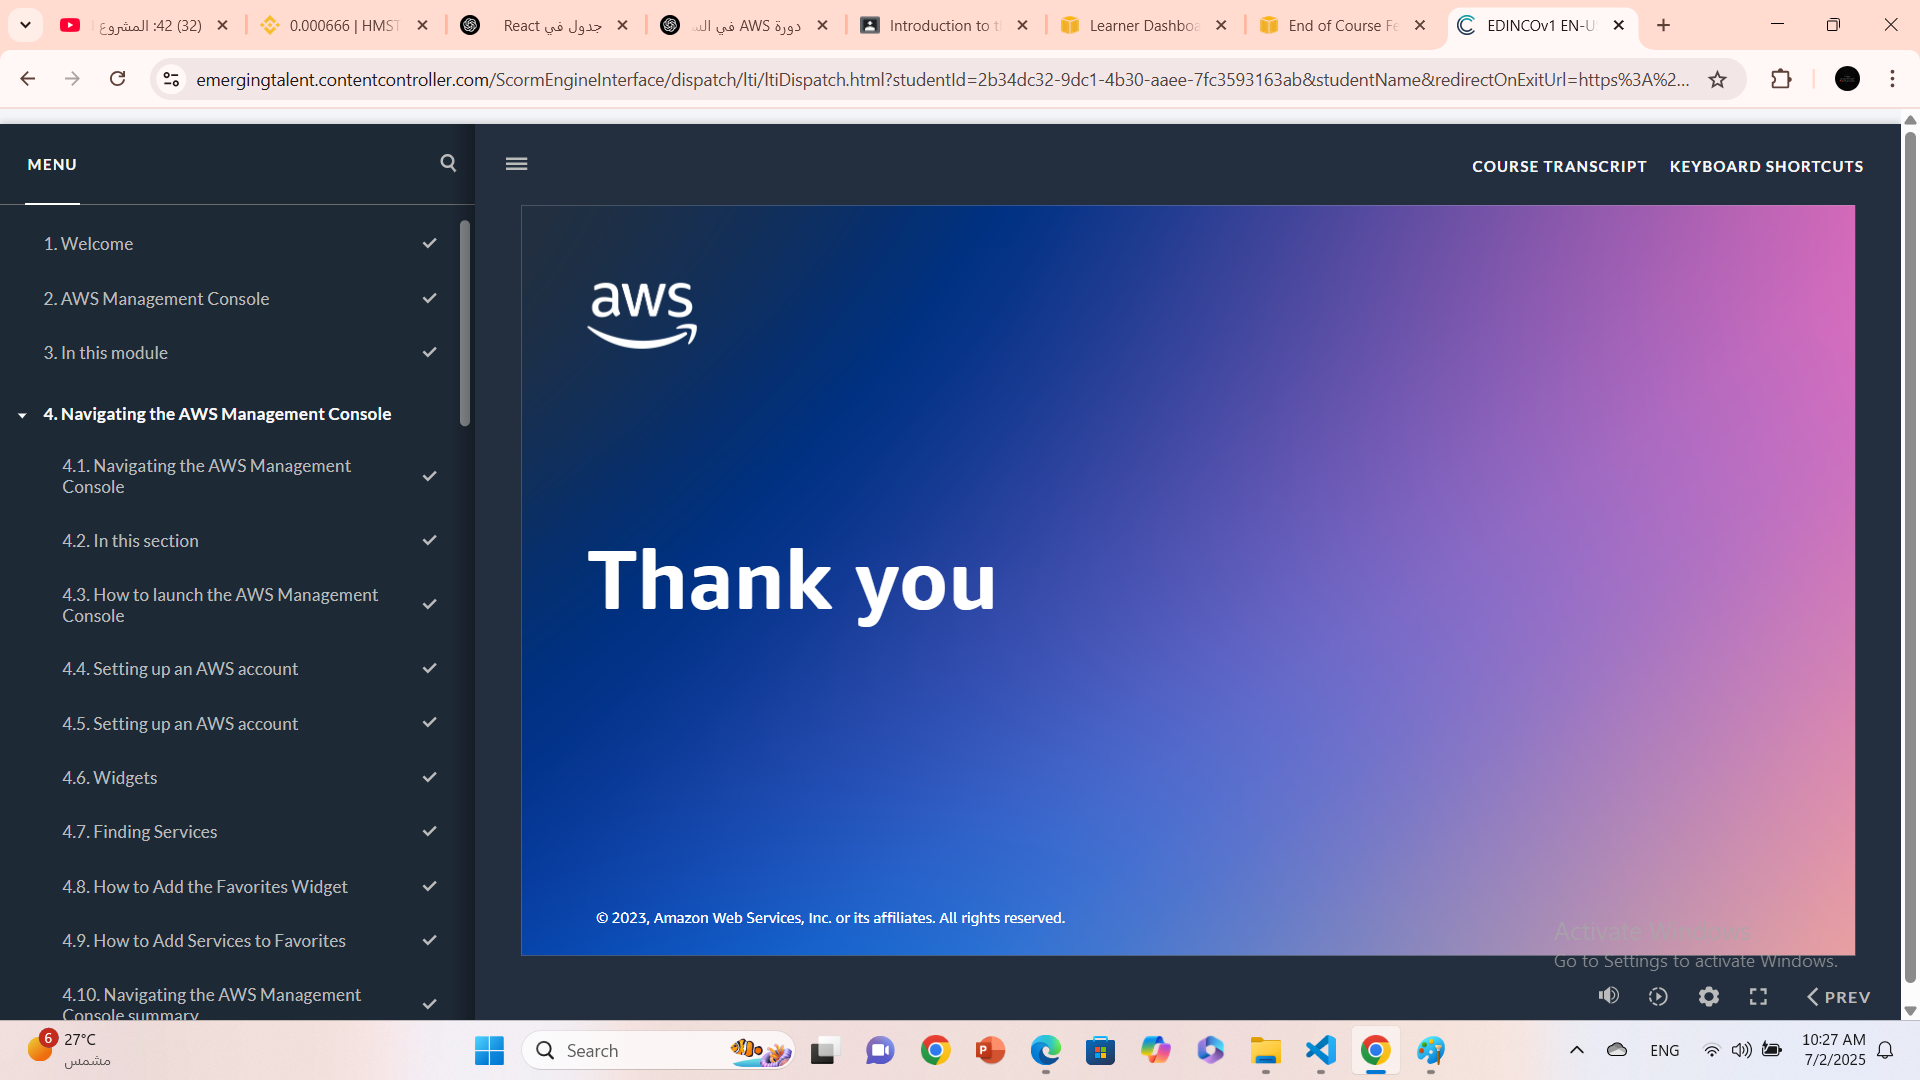 42: المشروع (32)
0.000666 | HMST
جدول في React
دورة AWS في الس
Introduction to th
Learner Dashboa
End of Course Fe
EDINCOv1 EN-U
emergingtalent.contentcontroller.com/ScormEngineInterface/dispatch/lti/ltiDispatch.html?studentId=2b34dc32-9dc1-4b30-aaee-7fc3593163ab&studentName&redirectOnExitUrl=https%3A%2...
MENU
COURSE TRANSCRIPT KEYBOARD SHORTCUTS
1. Welcome
2. AWS Management Console
3. In this module
4. Navigating the AWS Management Console
4.1. Navigating the AWS Management
Console
4.2. In this section
4.3. How to launch the AWS Management
Console
4.4. Setting up an AWS account
4.5. Setting up an AWS account
4.6. Widgets
4.7. Finding Services
4.8. How to Add the Favorites Widget
4.9. How to Add Services to Favorites
4.10. Navigating the AWS Management
Console summary
aws
Thank you
© 2023, Amazon Web Services, Inc. or its affiliates. All rights reserved.
Activate Windows
Go to Settings to activate Windows.
PREV
6
27°C
مشمس
Search
ENG
10:27 AM
7/2/2025